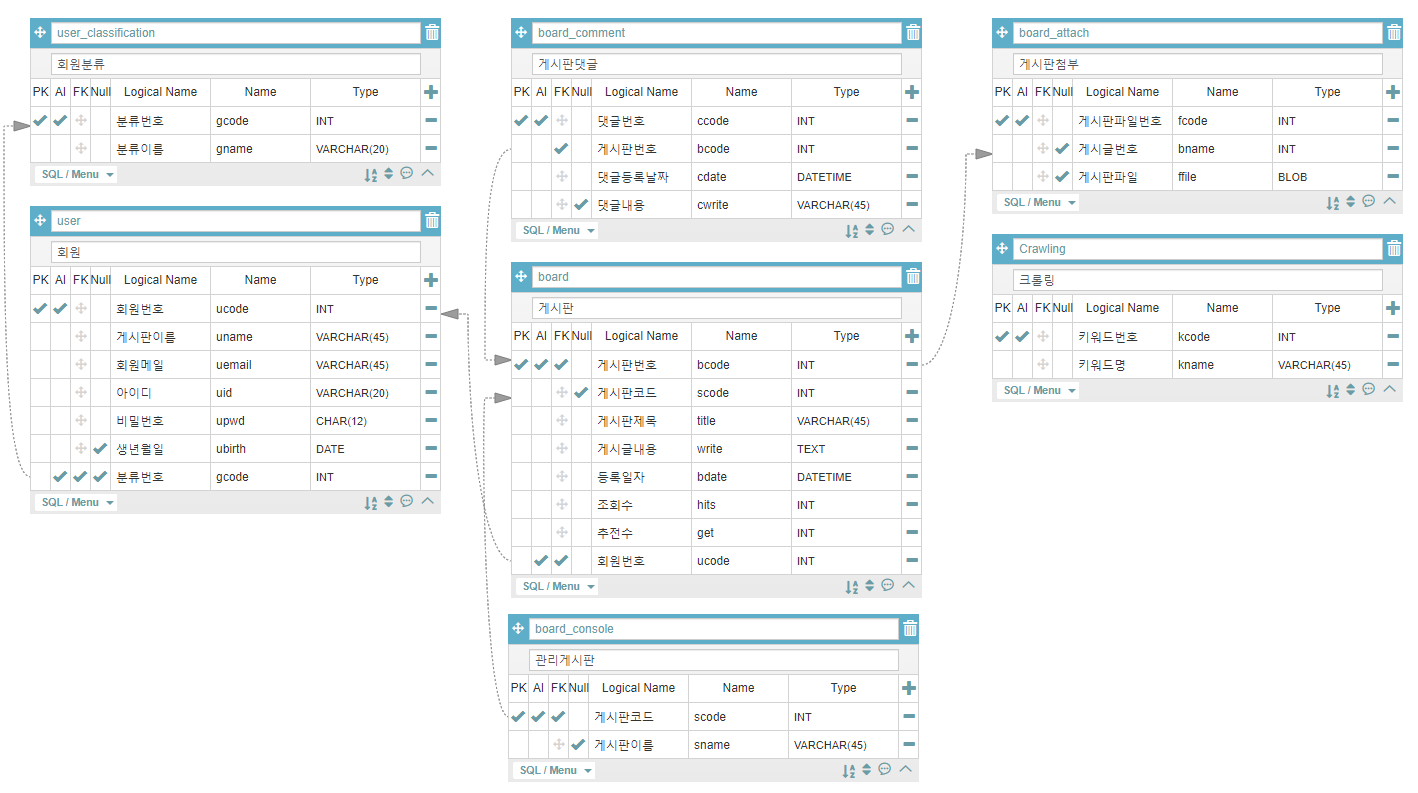 user_classification
회원분류
PK AI FK Null Logical Name Name Type
분류번호 gcode INT
분류이름 gname VARCHAR(20)
SQL / Menu
user
회원
PK AI FK Null Logical Name Name Type
회원번호 ucode INT
게시판이름 uname VARCHAR(45)
회원메일 uemail VARCHAR(45)
아이디 uid VARCHAR(20)
비밀번호 upwd CHAR(12)
생년월일 ubirth DATE
분류번호 gcode INT
SQL / Menu
board_comment
게시판댓글
PK AI FK Null Logical Name Name Type
댓글번호 ccode INT
게시판번호 bcode INT
댓글등록날짜 cdate DATETIME
댓글내용 cwrite VARCHAR(45)
SQL / Menu
board
게시판
PK AI FK Null Logical Name Name Type
게시판번호 bcode INT
게시판코드 scode INT
게시판제목 title VARCHAR(45)
게시글내용 write TEXT
등록일자 bdate DATETIME
조회수 hits INT
추전수 get INT
회원번호 ucode INT
SQL / Menu
board_console
관리게시판
PK AI FK Null Logical Name Name Type
게시판코드 scode INT
게시판이름 sname VARCHAR(45)
SQL / Menu
board_attach
게시판첨부
PK AI FK Null Logical Name Name Type
게시판파일번호 fcode INT
게시글번호 bname INT
게시판파일 ffile BLOB
SQL / Menu
Crawling
크롤링
PK AI FK Null Logical Name Name Type
키워드번호 kcode INT
키워드명 kname VARCHAR(45)
SQL / Menu